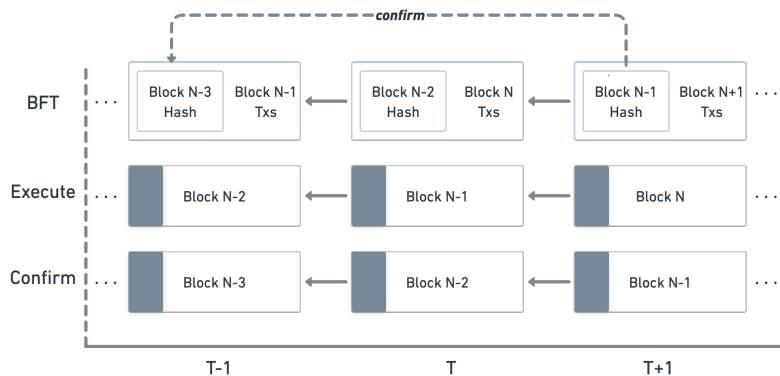 confirm
BFT
...
Block N-3
Hash
Block N-1
Txs
Block N-2
Hash
Block N
Txs
Block N-1
Hash
Block N+1
Txs
...
Execute
...
Block N-2
Block N-1
Block N
...
Confirm
...
Block N-3
Block N-2
Block N-1
...
T-1
T
T+1